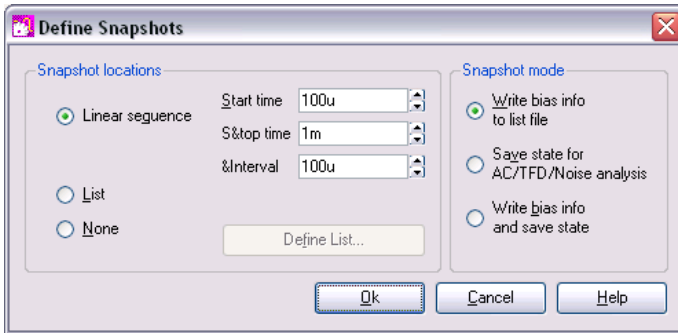 Define Snapshots
Snapshot locations
Linear seguence
Start time 100u
S&top time 1m
&Interval 100u
List
None
Define List...
Snapshot mode
Write bias info
to list file
Save state for
AC/TFD/Noise analysis
Write bias info
and save state
Ok
Cancel
Help